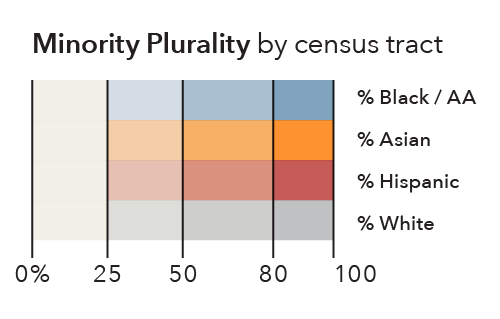 Minority Plurality by census tract
% Black / AA
% Asian
% Hispanic
% White
0% 25 50 80 100